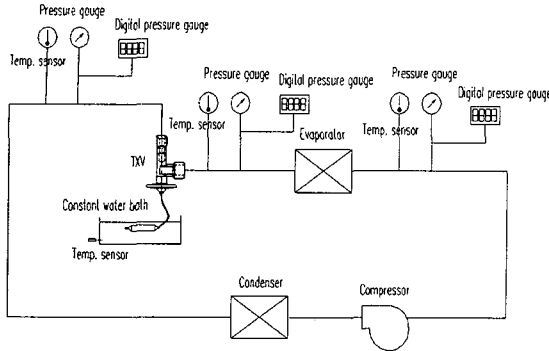 Pressure gauge
Digital pressure gauge
Temp. sensor
Pressure gauge
Digital pressure gauge
Temp. sensor
Pressure gauge
Digital pressure gauge
Temp. sensor
Evaporator
TXV
Constant water bath
Temp. sensor
Condenser
Compressor